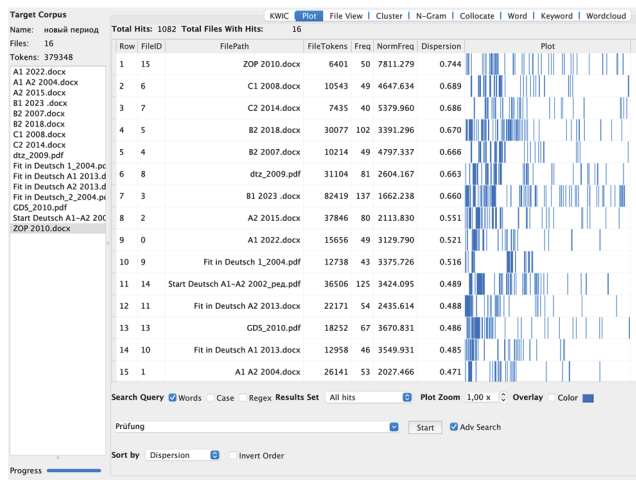 Target Corpus
Name: новый период
Files: 16
Tokens: 379348
A1 2022.docx
A1 A2 2004.docx
A2 2015.docx
B1 2023 .docx
B2 2007.docx
B2 2018.docx
C1 2008.docx
C2 2014.docx
dtz_2009.pdf
Fit in Deutsch 1_2004.pc
Fit in Deutsch A1 2013.d
Fit in Deutsch A2 2013.d
Fit in Deutsch_2_2004.pc
GDS_2010.pdf
Start Deutsch A1-A2 200
ZOP 2010.docx
Progress
KWIC Plot File View Cluster N-Gram Collocate Word Keyword Wordcloud
Total Hits: 1082 Total Files With Hits: 16
Row FileID FilePath FileTokens Freq NormFreq Dispersion Plot
1 15 ZOP 2010.docx 6401 50 7811.279 0.744
2 6 C1 2008.docx 10543 49 4647.634 0.689
3 7 C2 2014.docx 7435 40 5379.960 0.686
4 5 B2 2018.docx 30077 102 3391.296 0.670
5 4 B2 2007.docx 10214 49 4797.337 0.666
6 8 dtz_2009.pdf 31104 81 2604.167 0.663
7 3 B1 2023 .docx 82419 137 1662.238 0.660
8 2 A2 2015.docx 37846 80 2113.830 0.551
9 0 A1 2022.docx 15656 49 3129.790 0.521
10 9 Fit in Deutsch 1_2004.docx 12738 43 3375.726 0.516
11 14 Start Deutsch A1-A2 2002_ред.pdf 36506 125 3424.095 0.489
12 11 Fit in Deutsch A2 2013.docx 22171 54 2435.614 0.488
13 13 GDS_2010.pdf 18252 67 3670.831 0.486
14 10 Fit in Deutsch A1 2013.docx 12958 46 3549.931 0.485
15 1 A1 A2 2004.docx 26141 53 2027.466 0.471
Search Query Words Case Regex Results Set All hits Plot Zoom 1,00 x Overlay Color
Prüfung Start Adv Search
Sort by Dispersion Invert Order